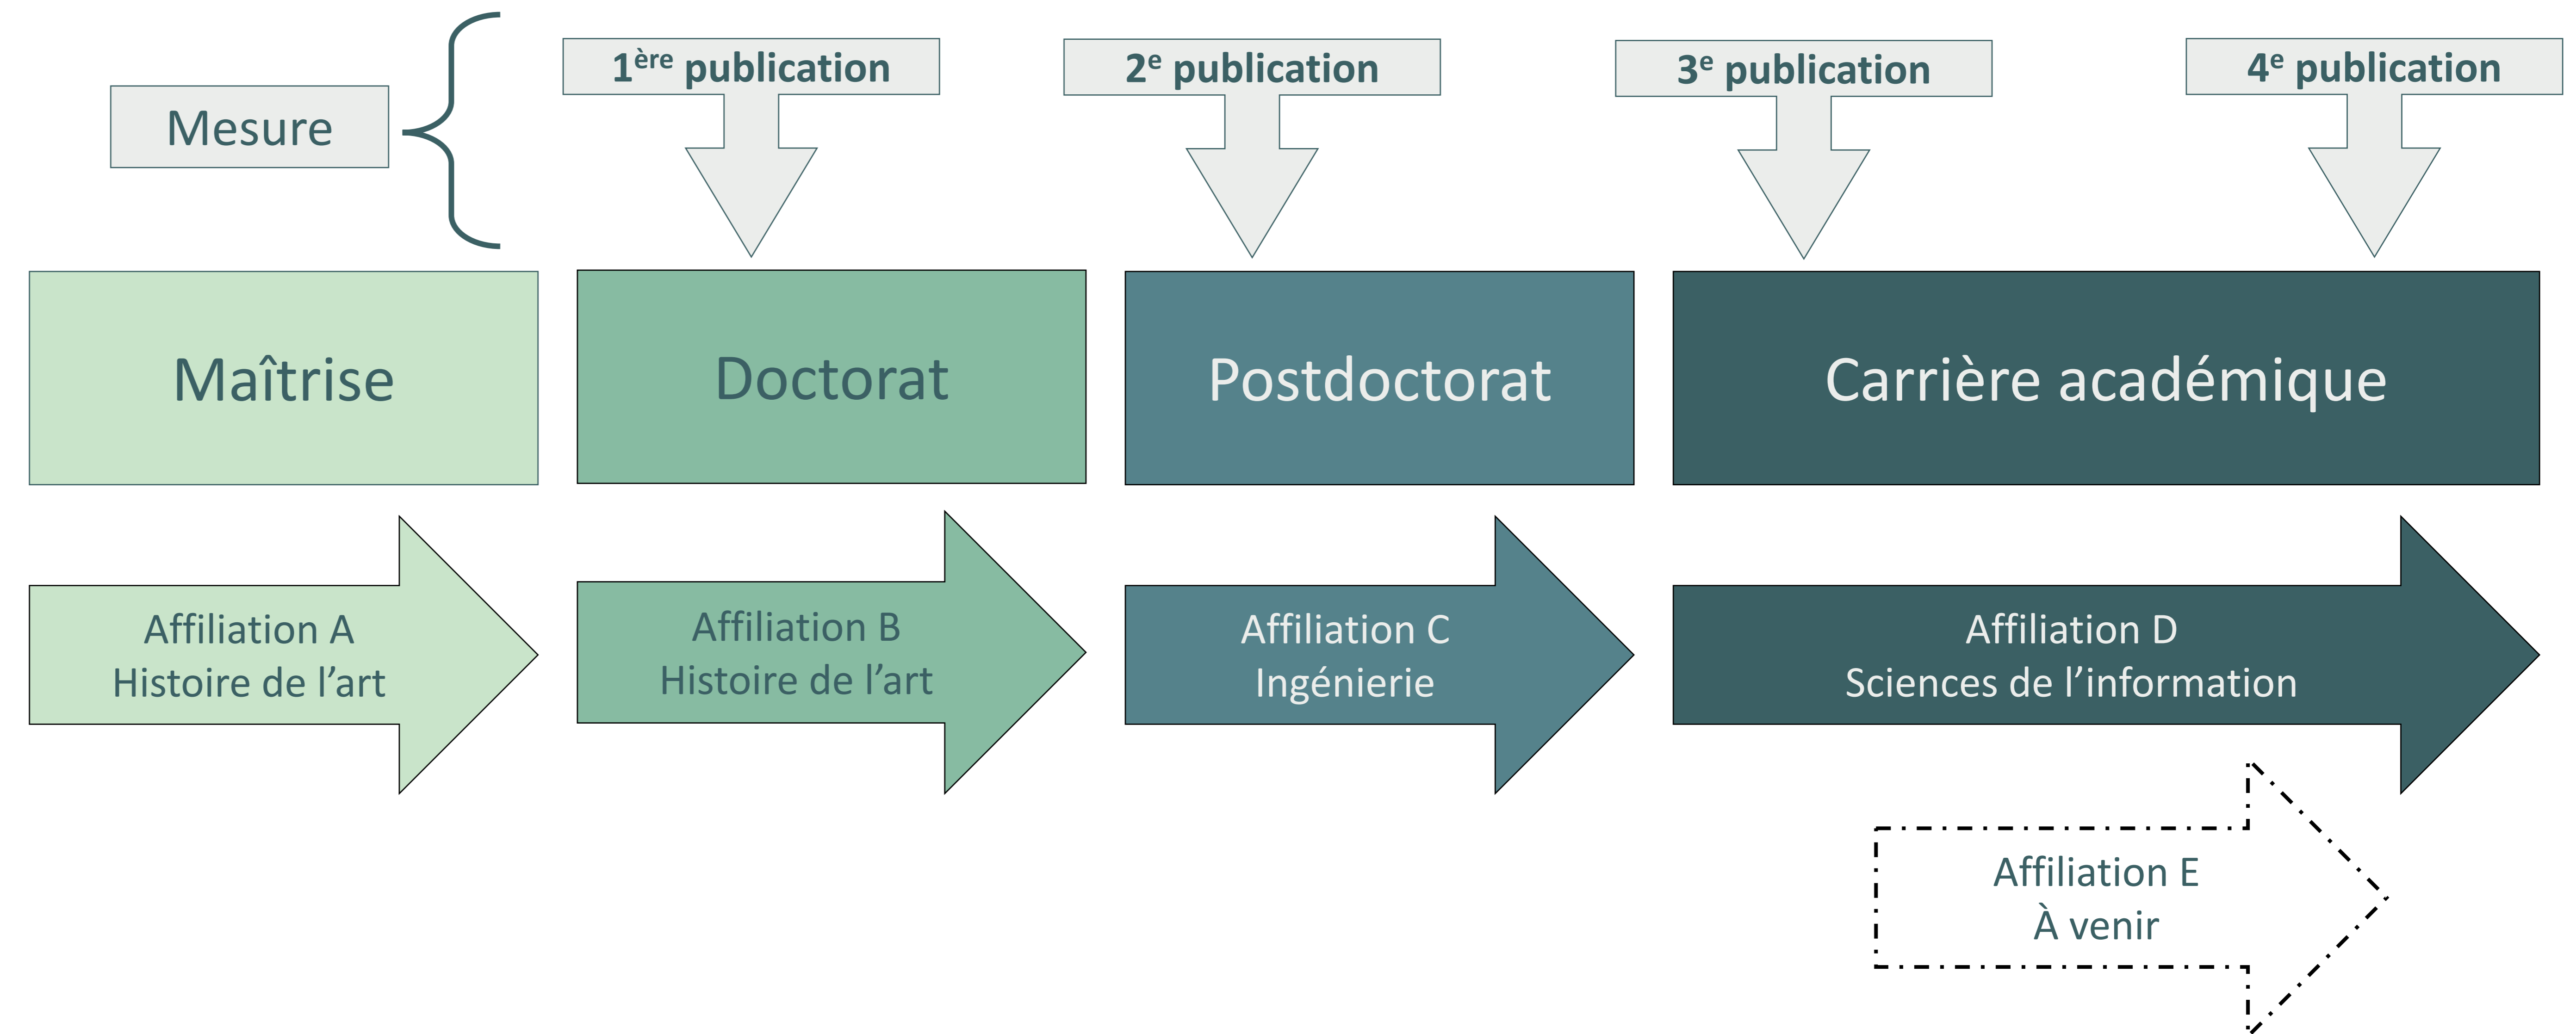 1ère publication
2e publication
3e publication
4e publication
Mesure
Maîtrise
Doctorat
Postdoctorat
Carrière académique
Affiliation A
Histoire de l’art
Affiliation B
Histoire de l’art
Affiliation C
Ingénierie
Affiliation D
Sciences de l’information
Affiliation E
À venir